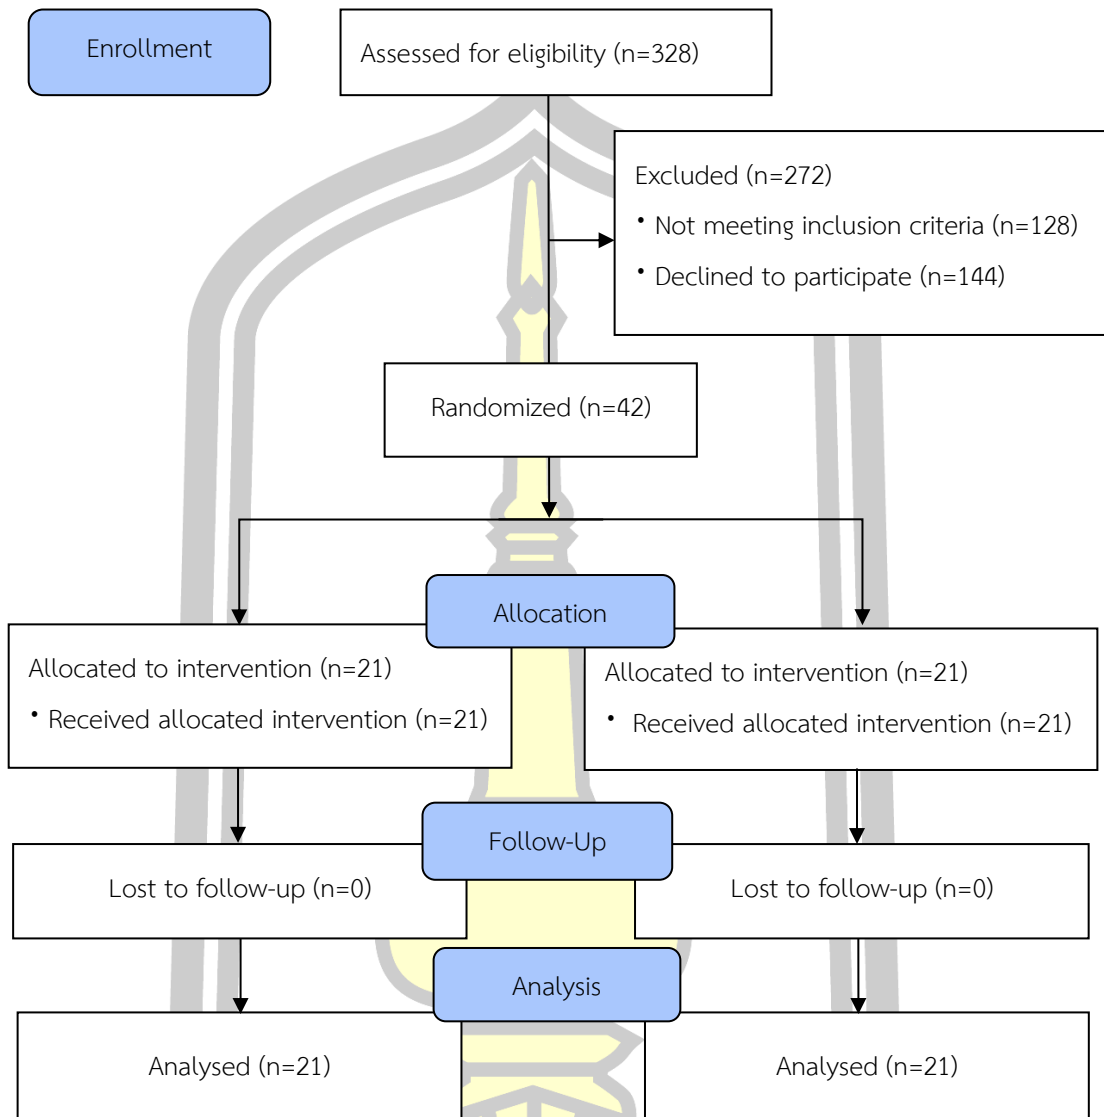 Enrollment
Assessed for eligibility (n=328)
Excluded (n=272)
• Not meeting inclusion criteria (n=128)
• Declined to participate (n=144)
Randomized (n=42)
Allocation
Allocated to intervention (n=21)
• Received allocated intervention (n=21)
Allocated to intervention (n=21)
• Received allocated intervention (n=21)
Follow-Up
Lost to follow-up (n=0)
Lost to follow-up (n=0)
Analysis
Analysed (n=21)
Analysed (n=21)